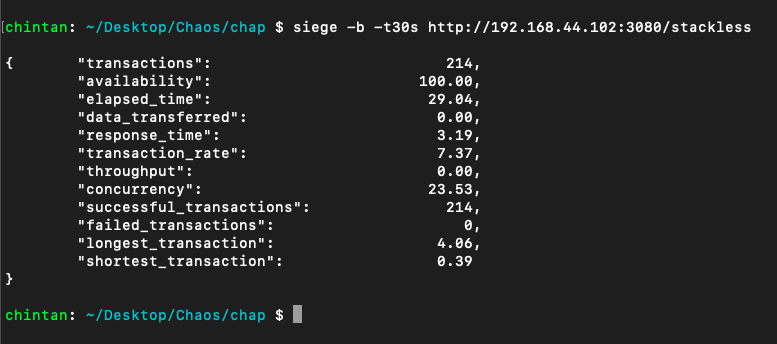 chintan: ~/Desktop/Chaos/chap $ siege -b -t30s http://192.168.44.102:3080/stackless
{ "transactions": 214,
"availability": 100.00,
"elapsed_time": 29.04,
"data_transferred": 0.00,
"response_time": 3.19,
"transaction_rate": 7.37,
"throughput": 0.00,
"concurrency": 23.53,
"successful_transactions": 214,
"failed_transactions": 0,
"longest_transaction": 4.06,
"shortest_transaction": 0.39
}
chintan: ~/Desktop/Chaos/chap $